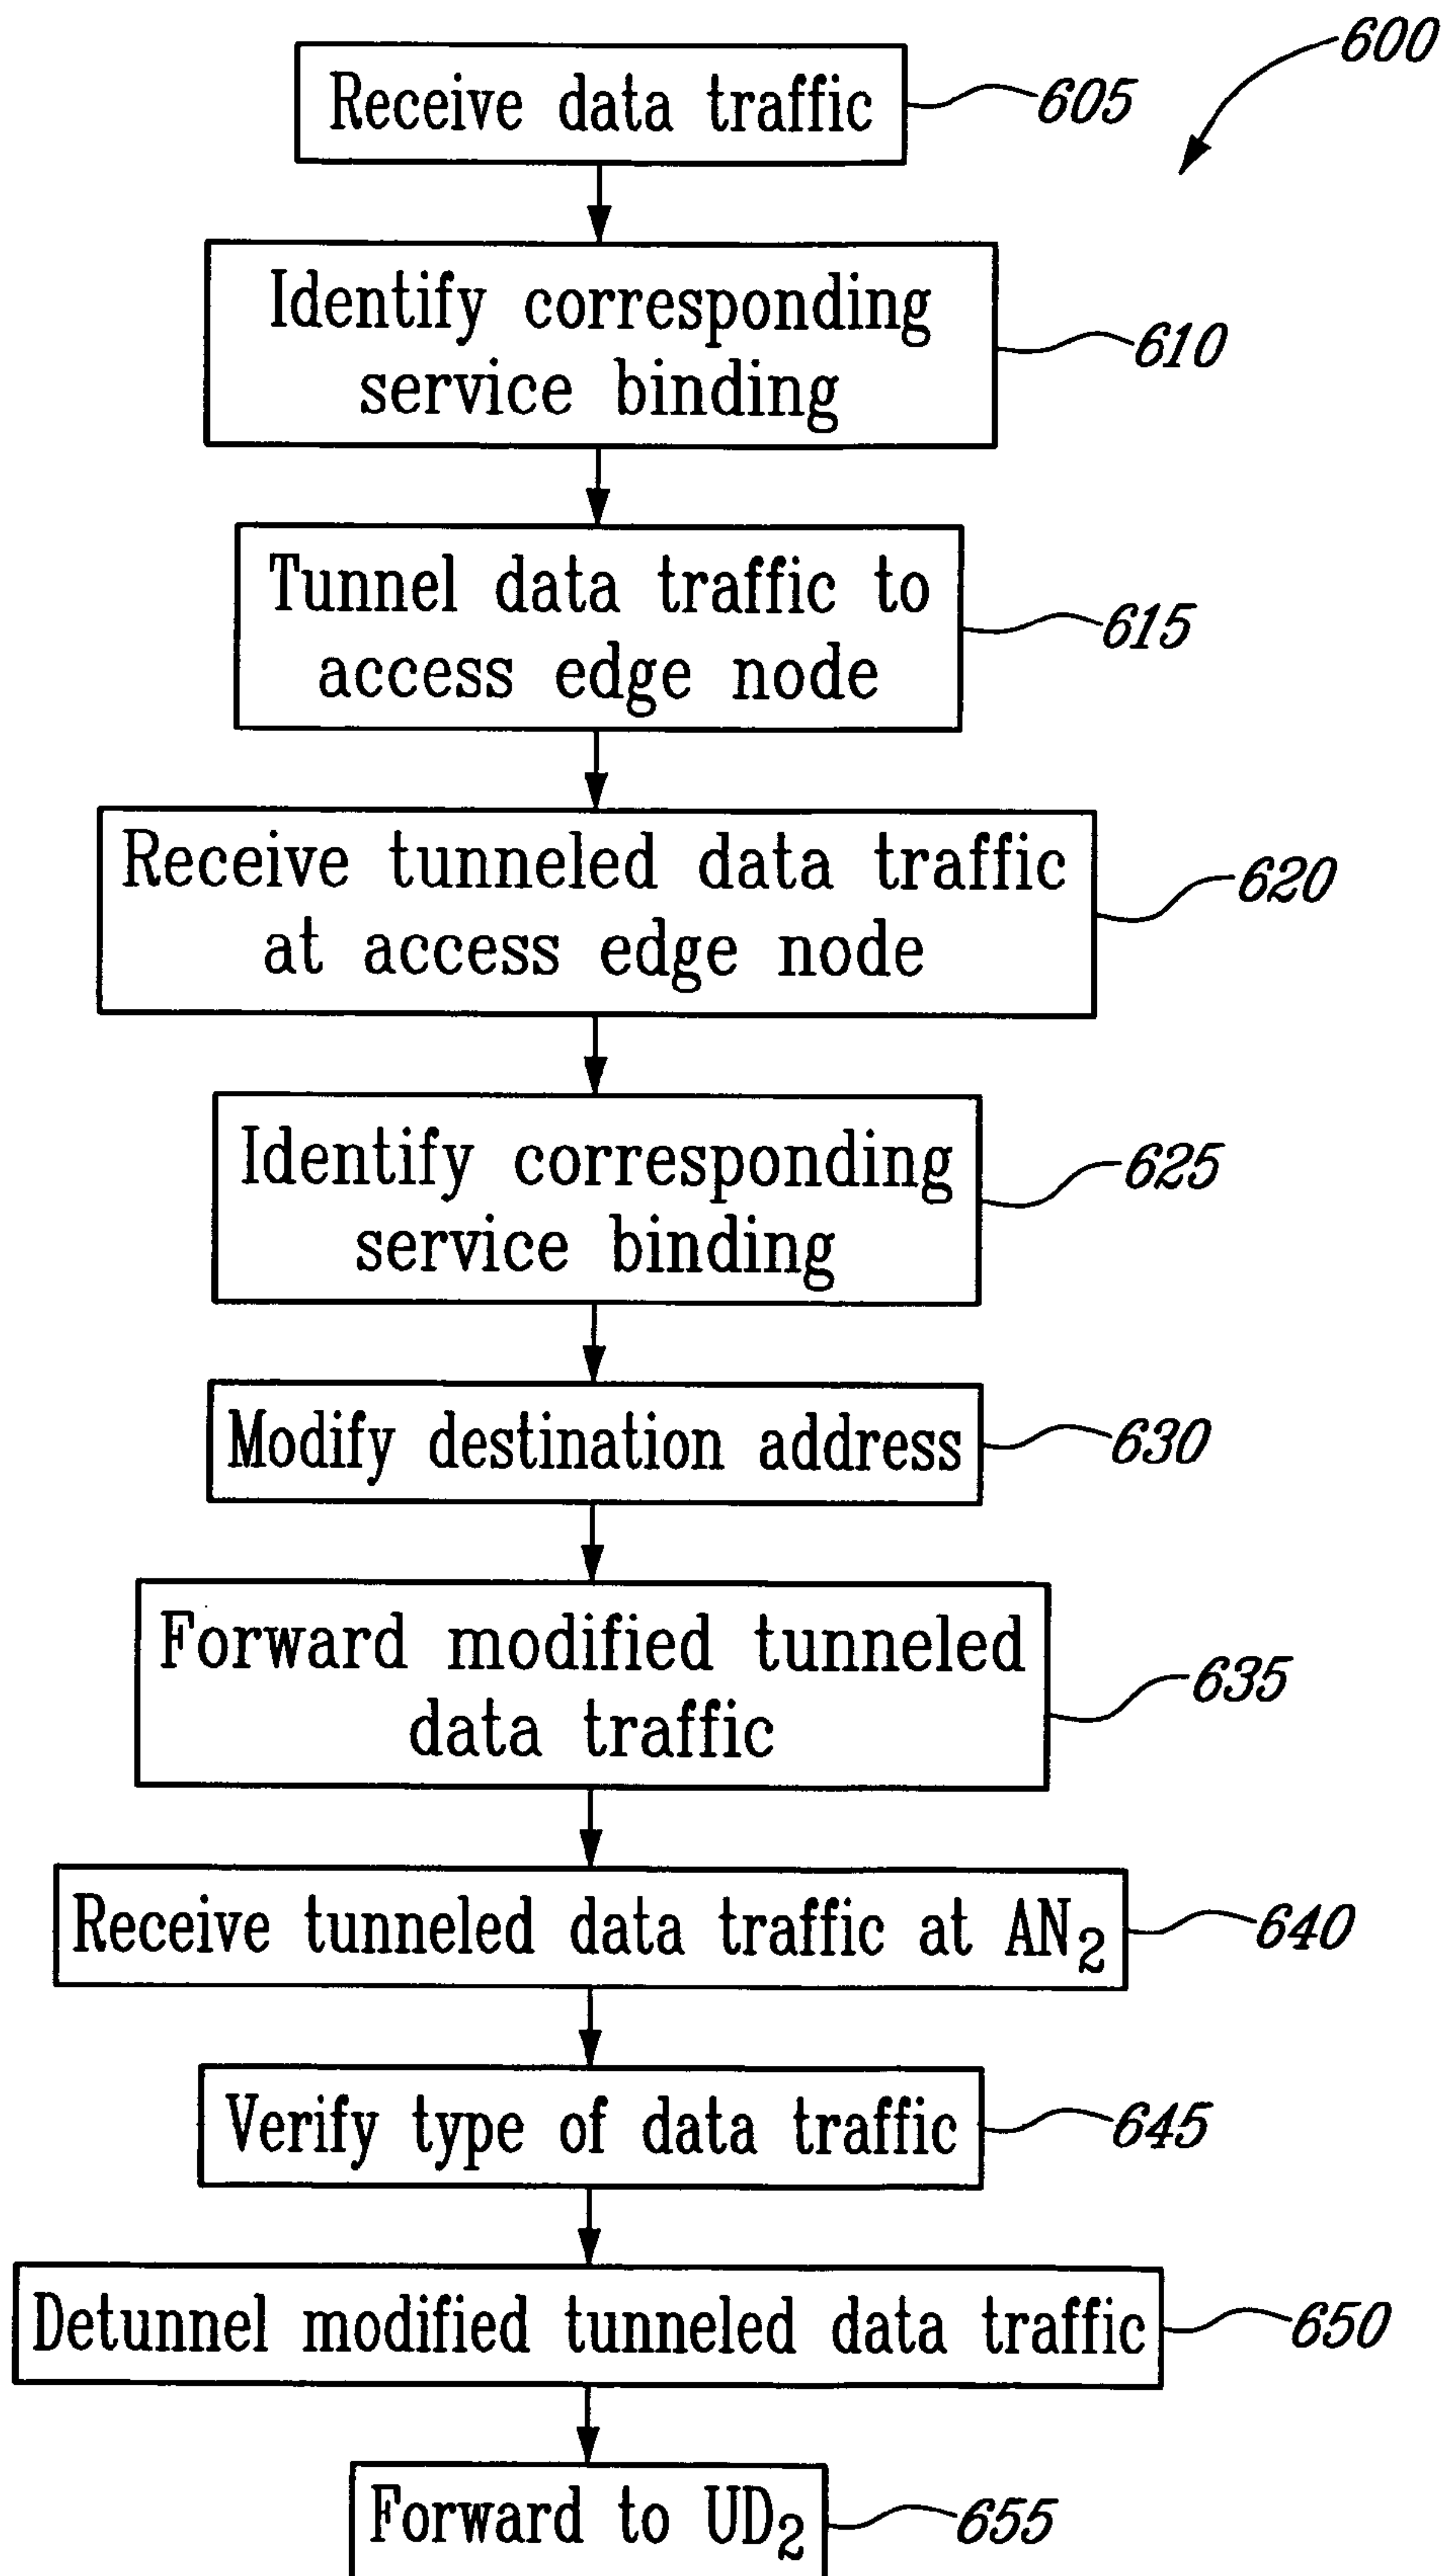 600
Receive data traffic
605
Identify corresponding
service binding
610
Tunnel data traffic to
access edge node
615
Receive tunneled data traffic
at access edge node
620
Identify corresponding
service binding
625
Modify destination address
630
Forward modified tunneled
data traffic
635
Receive tunneled data traffic at AN₂
640
Verify type of data traffic
645
Detunnel modified tunneled data traffic
650
Forward to UD₂
655